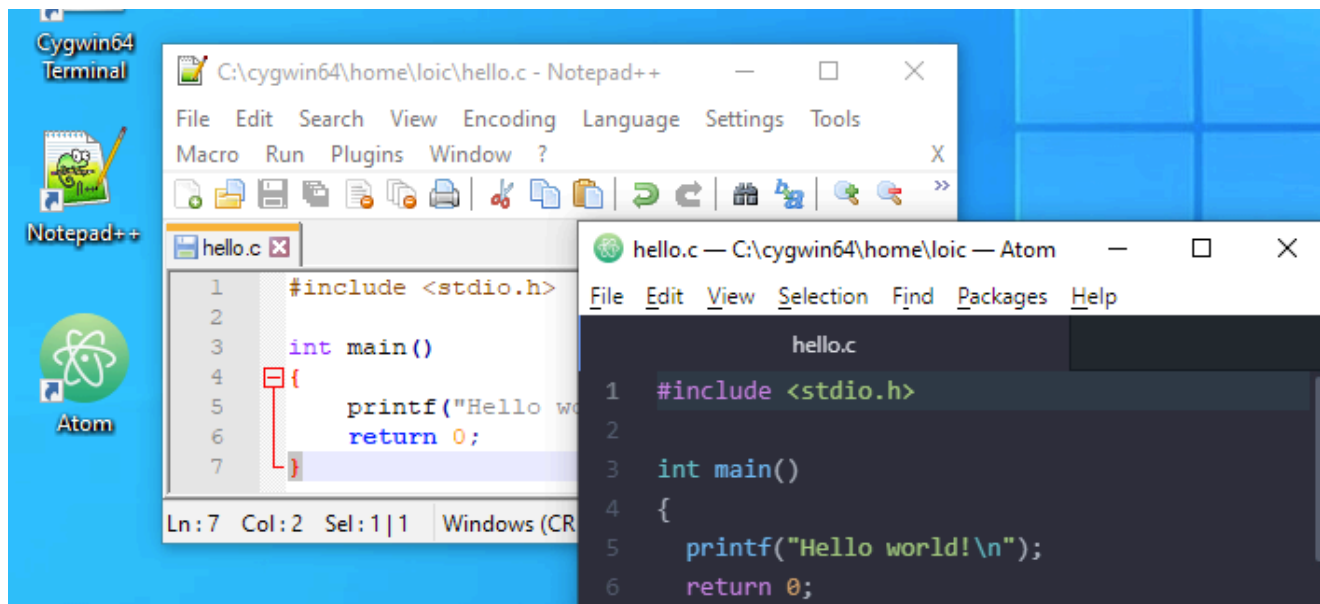 Cygwin64
Terminal
Notepad++
Atom
C:\cygwin64\home\loic\hello.c - Notepad++
File Edit Search View Encoding Language Settings Tools
Macro Run Plugins Window ? X
hello.c
1 #include <stdio.h>
2
3 int main()
4 {
5 printf("Hello wo
6 return 0;
7 }
Ln : 7 Col : 2 Sel : 1 | 1 Windows (CR
hello.c — C:\cygwin64\home\loic — Atom
File Edit View Selection Find Packages Help
hello.c
1 #include <stdio.h>
2
3 int main()
4 {
5 printf("Hello world!\n");
6 return 0;